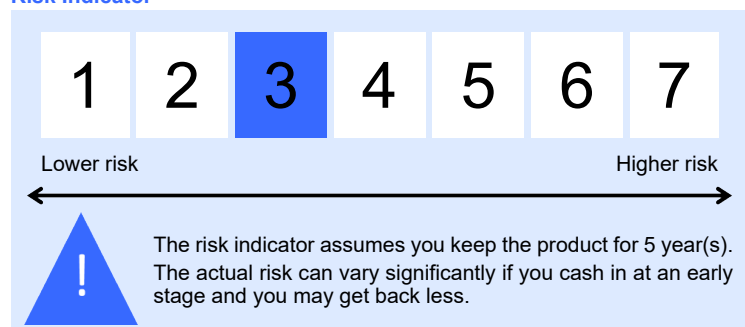 Risk indicator
1 2 3 4 5 6 7
Lower risk Higher risk
! The risk indicator assumes you keep the product for 5 year(s).
The actual risk can vary significantly if you cash in at an early
stage and you may get back less.